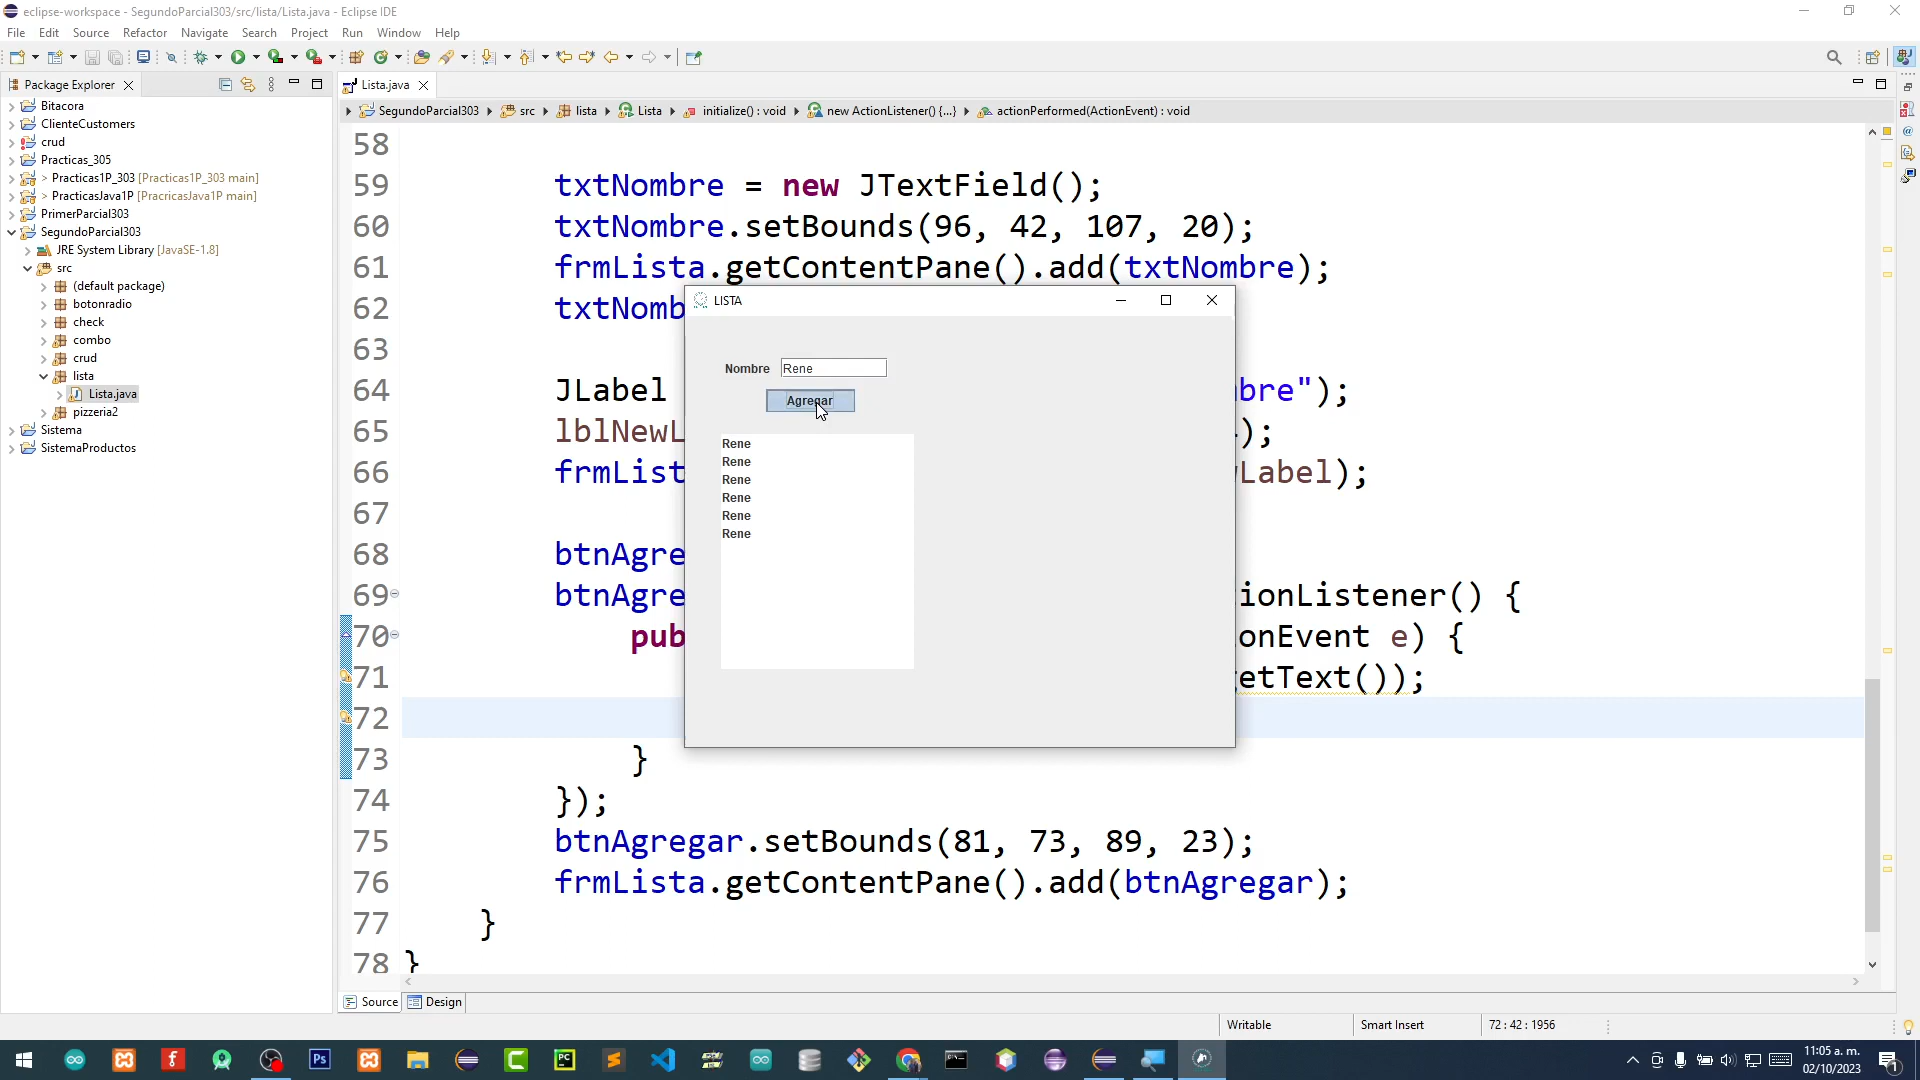 eclipse-workspace - SegundoParcial303/src/lista/Lista.java - Eclipse IDE
File Edit Source Refactor Navigate Search Project Run Window Help
Package Explorer
Lista.java
Bitacora
ClienteCustomers
crud
Practicas_305
> Practicas1P_303 [Practicas1P_303 main]
> PracticasJava1P [PracricasJava1P main]
PrimerParcial303
SegundoParcial303
JRE System Library [JavaSE-1.8]
src
(default package)
botonradio
check
combo
crud
lista
Lista.java
pizzeria2
Sistema
SistemaProductos
SegundoParcial303 src lista Lista initialize() : void new ActionListener() {...} actionPerformed(ActionEvent) : void
58
59 txtNombre = new JTextField();
60 txtNombre.setBounds(96, 42, 107, 20);
61 frmLista.getContentPane().add(txtNombre);
62 txtNomb
63
64 JLabel bre");
65 lblNewL );
66 frmList Label);
67
68 btnAgre
69 btnAgre ionListener() {
70 pub onEvent e) {
71 etText());
72
73 }
74 });
75 btnAgregar.setBounds(81, 73, 89, 23);
76 frmLista.getContentPane().add(btnAgregar);
77 }
78 }
LISTA
Nombre Rene
Agregar
Rene
Rene
Rene
Rene
Rene
Rene
Source Design
Writable Smart Insert 72 : 42 : 1956
Ps
PC
11:05 a. m.
02/10/2023
1